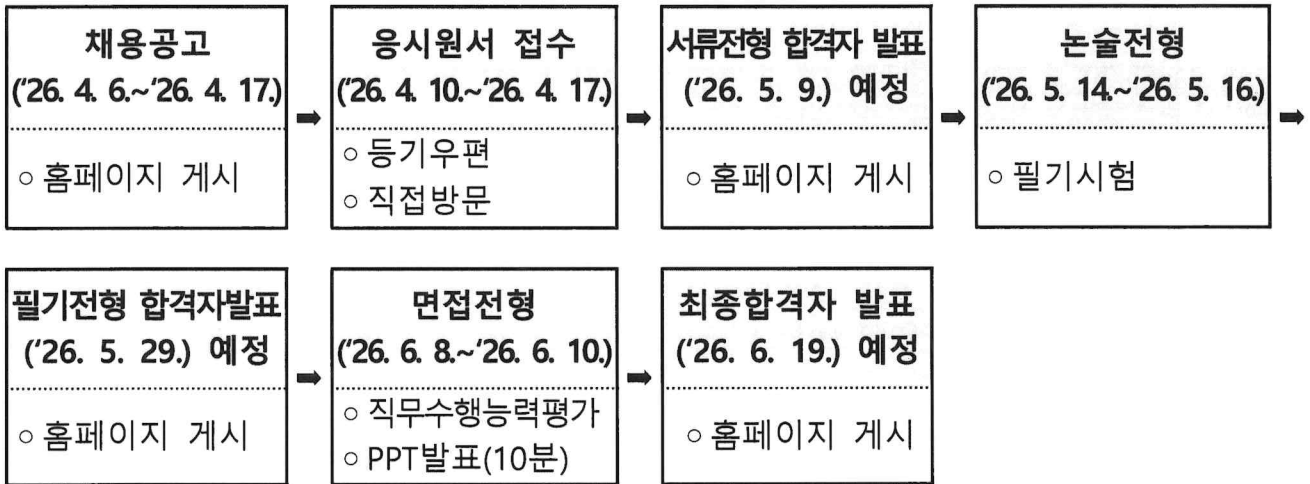 채용공고
('26. 4. 6.~'26. 4. 17.)
○ 홈페이지 게시
응시원서 접수
('26. 4. 10.~'26. 4. 17.)
○ 등기우편
○ 직접방문
서류전형 합격자 발표
('26. 5. 9.) 예정
○ 홈페이지 게시
논술전형
('26. 5. 14.~'26. 5. 16.)
○ 필기시험
필기전형 합격자발표
('26. 5. 29.) 예정
○ 홈페이지 게시
면접전형
('26. 6. 8.~'26. 6. 10.)
○ 직무수행능력평가
○ PPT발표(10분)
최종합격자 발표
('26. 6. 19.) 예정
○ 홈페이지 게시